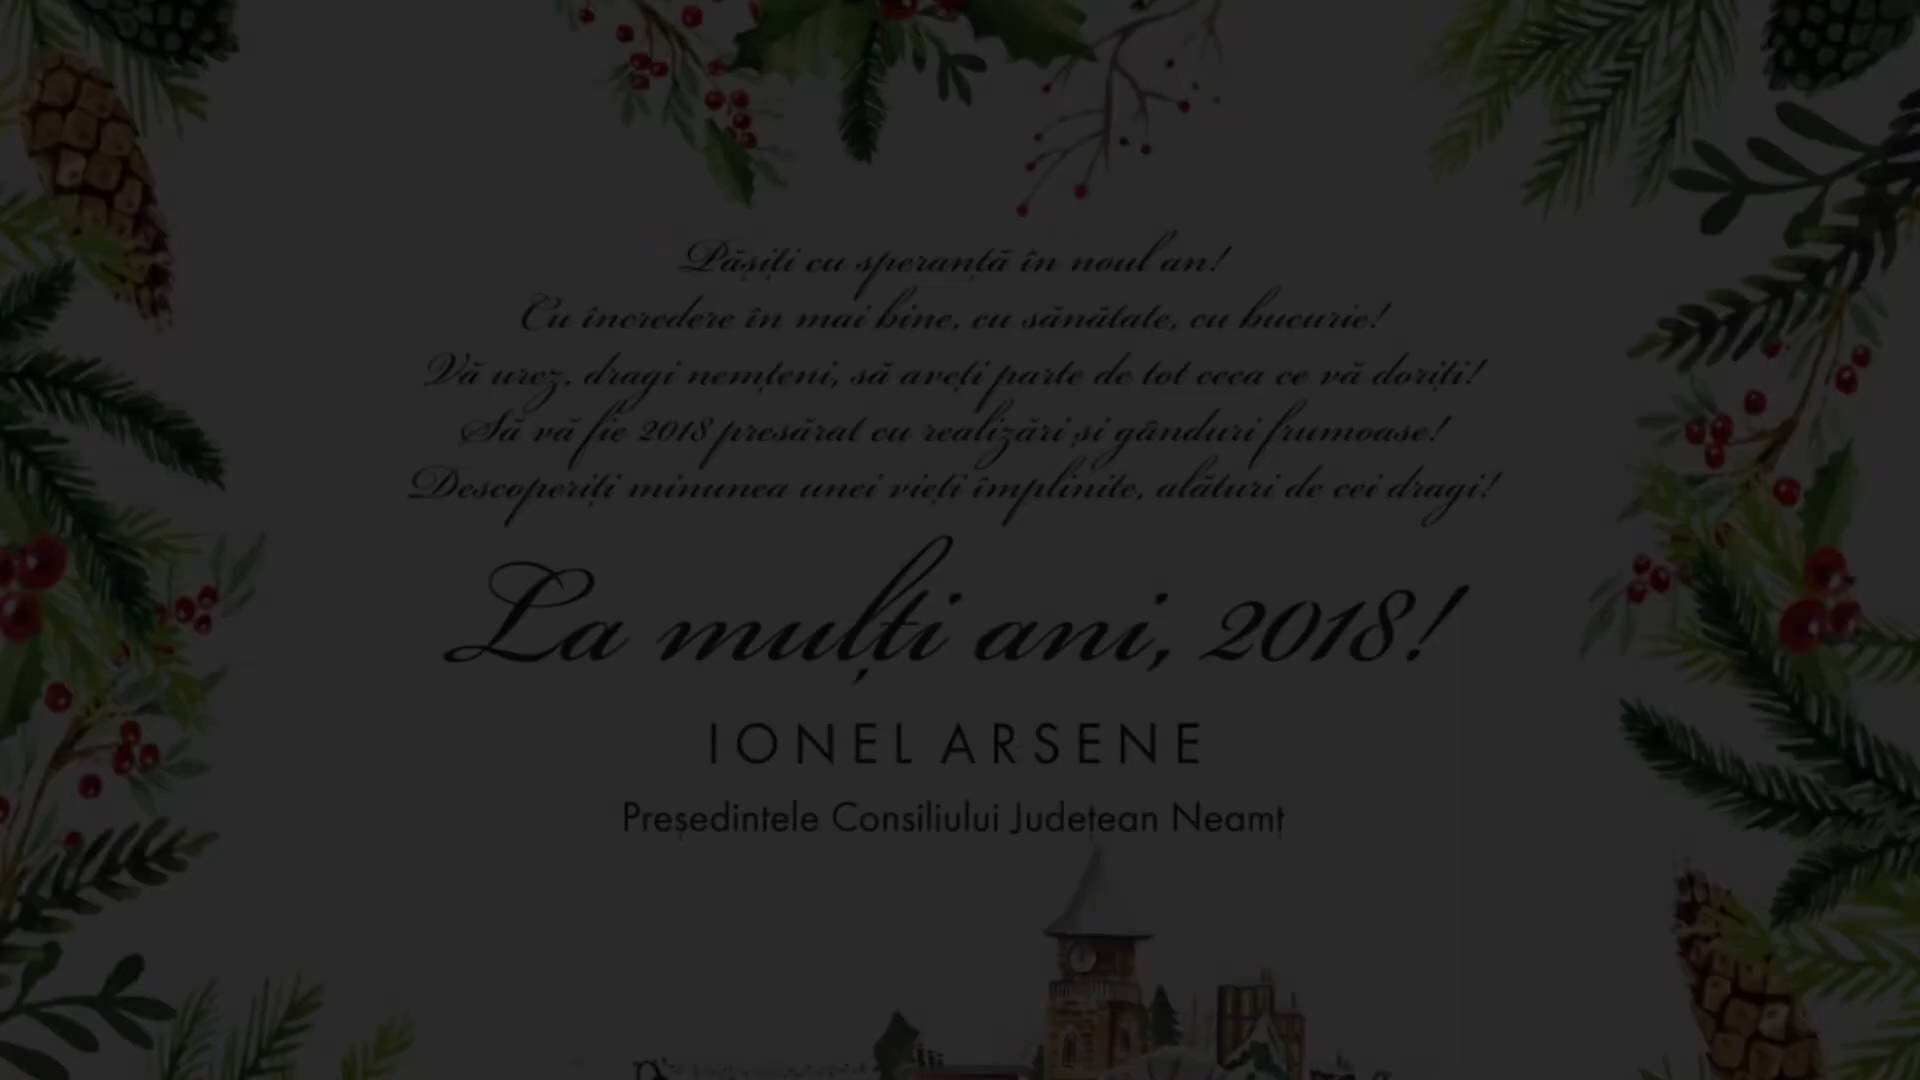 Pășiți cu speranță în noul an!
Cu încredere în mai bine, cu sănătate, cu bucurie!
Vă urez, dragi nemțeni, să aveți parte de tot ceea ce vă doriți!
Să vă fie 2018 presărat cu realizări și gânduri frumoase!
Descoperiți minunea unei vieți împlinite, alături de cei dragi!
La mulți ani, 2018!
IONEL ARSENE
Președintele Consiliului Județean Neamț